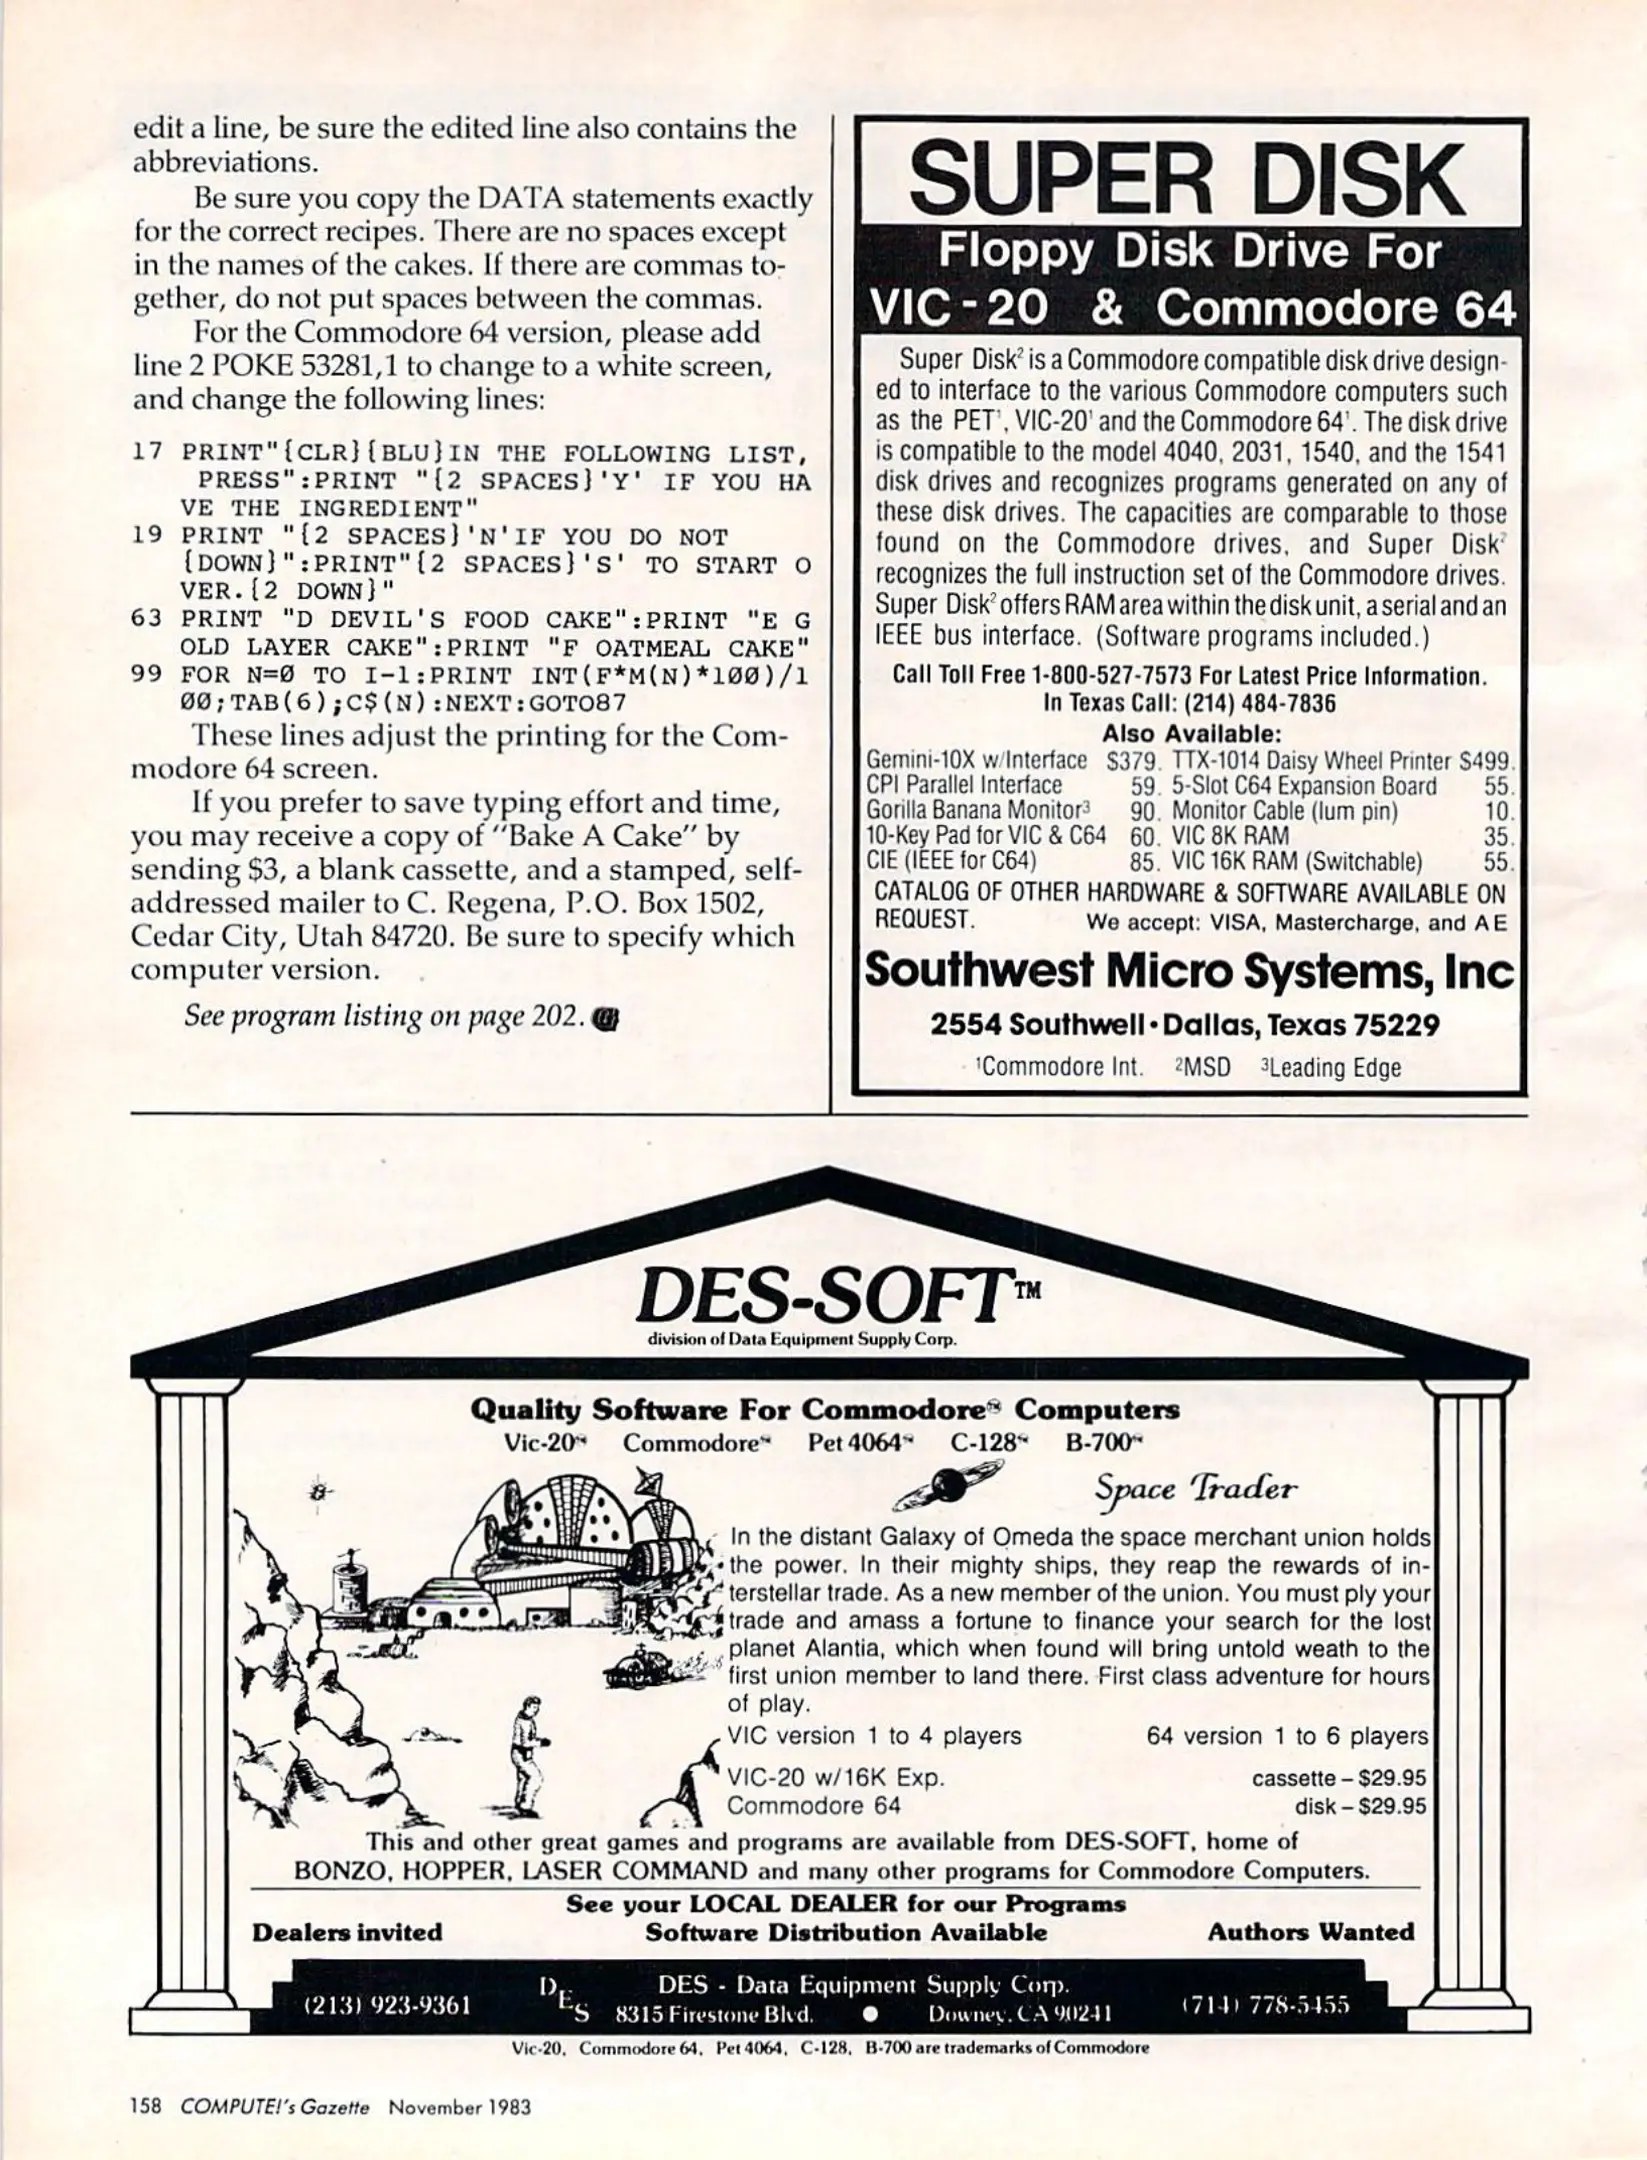 edit a line, be sure the edited line also contains the
abbreviations.
Be sure you copy the DATA statements exactly
for the correct recipes. There are no spaces except
in the names of the cakes. If there are commas to-
gether, do not put spaces between the commas.
For the Commodore 64 version, please add
line 2 POKE 53281,1 to change to a white screen,
and change the following lines:
17 PRINT"{CLR}{BLU}IN THE FOLLOWING LIST,
PRESS":PRINT "{2 SPACES}'Y' IF YOU HA
VE THE INGREDIENT"
19 PRINT "{2 SPACES}'N'IF YOU DO NOT
{DOWN}":PRINT"{2 SPACES}'S' TO START O
VER.{2 DOWN}"
63 PRINT "D DEVIL'S FOOD CAKE":PRINT "E G
OLD LAYER CAKE":PRINT "F OATMEAL CAKE"
99 FOR N=0 TO I-1:PRINT INT(F*M(N)*100)/1
00;TAB(6);C$(N):NEXT:GOTO87
These lines adjust the printing for the Com-
modore 64 screen.
If you prefer to save typing effort and time,
you may receive a copy of "Bake A Cake" by
sending $3, a blank cassette, and a stamped, self-
addressed mailer to C. Regena, P.O. Box 1502,
Cedar City, Utah 84720. Be sure to specify which
computer version.
See program listing on page 202.
SUPER DISK
Floppy Disk Drive For
VIC-20 & Commodore 64
Super Disk² is a Commodore compatible disk drive design-
ed to interface to the various Commodore computers such
as the PET¹, VIC-20¹ and the Commodore 64¹. The disk drive
is compatible to the model 4040, 2031, 1540, and the 1541
disk drives and recognizes programs generated on any of
these disk drives. The capacities are comparable to those
found on the Commodore drives, and Super Disk²
recognizes the full instruction set of the Commodore drives.
Super Disk² offers RAM area within the disk unit, a serial and an
IEEE bus interface. (Software programs included.)
Call Toll Free 1-800-527-7573 For Latest Price Information.
In Texas Call: (214) 484-7836
Also Available:
Gemini-10X w/Interface $379. TTX-1014 Daisy Wheel Printer $499.
CPI Parallel Interface 59. 5-Slot C64 Expansion Board 55.
Gorilla Banana Monitor³ 90. Monitor Cable (lum pin) 10.
10-Key Pad for VIC & C64 60. VIC 8K RAM 35.
CIE (IEEE for C64) 85. VIC 16K RAM (Switchable) 55.
CATALOG OF OTHER HARDWARE & SOFTWARE AVAILABLE ON
REQUEST. We accept: VISA, Mastercharge, and AE
Southwest Micro Systems, Inc
2554 Southwell • Dallas, Texas 75229
¹Commodore Int. ²MSD ³Leading Edge
DES-SOFT™
division of Data Equipment Supply Corp.
Quality Software For Commodore™ Computers
Vic-20™ Commodore™ Pet 4064™ C-128™ B-700™
Space Trader
In the distant Galaxy of Omeda the space merchant union holds
the power. In their mighty ships, they reap the rewards of in-
terstellar trade. As a new member of the union. You must ply your
trade and amass a fortune to finance your search for the lost
planet Alantia, which when found will bring untold weath to the
first union member to land there. First class adventure for hours
of play.
VIC version 1 to 4 players 64 version 1 to 6 players
VIC-20 w/16K Exp. cassette – $29.95
Commodore 64 disk – $29.95
This and other great games and programs are available from DES-SOFT, home of
BONZO, HOPPER, LASER COMMAND and many other programs for Commodore Computers.
See your LOCAL DEALER for our Programs
Dealers invited Software Distribution Available Authors Wanted
DES DES - Data Equipment Supply Corp.
(213) 923-9361 8315 Firestone Blvd. ● Downey, CA 90241 (714) 778-5455
Vic-20, Commodore 64, Pet 4064, C-128, B-700 are trademarks of Commodore
158 COMPUTE!'s Gazette November 1983